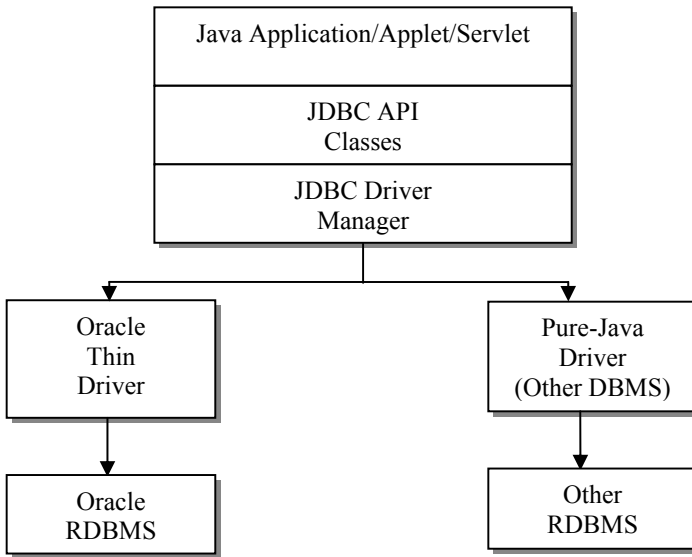 Java Application/Applet/Servlet
JDBC API
Classes
JDBC Driver
Manager
Oracle
Thin
Driver
Pure-Java
Driver
(Other DBMS)
Oracle
RDBMS
Other
RDBMS